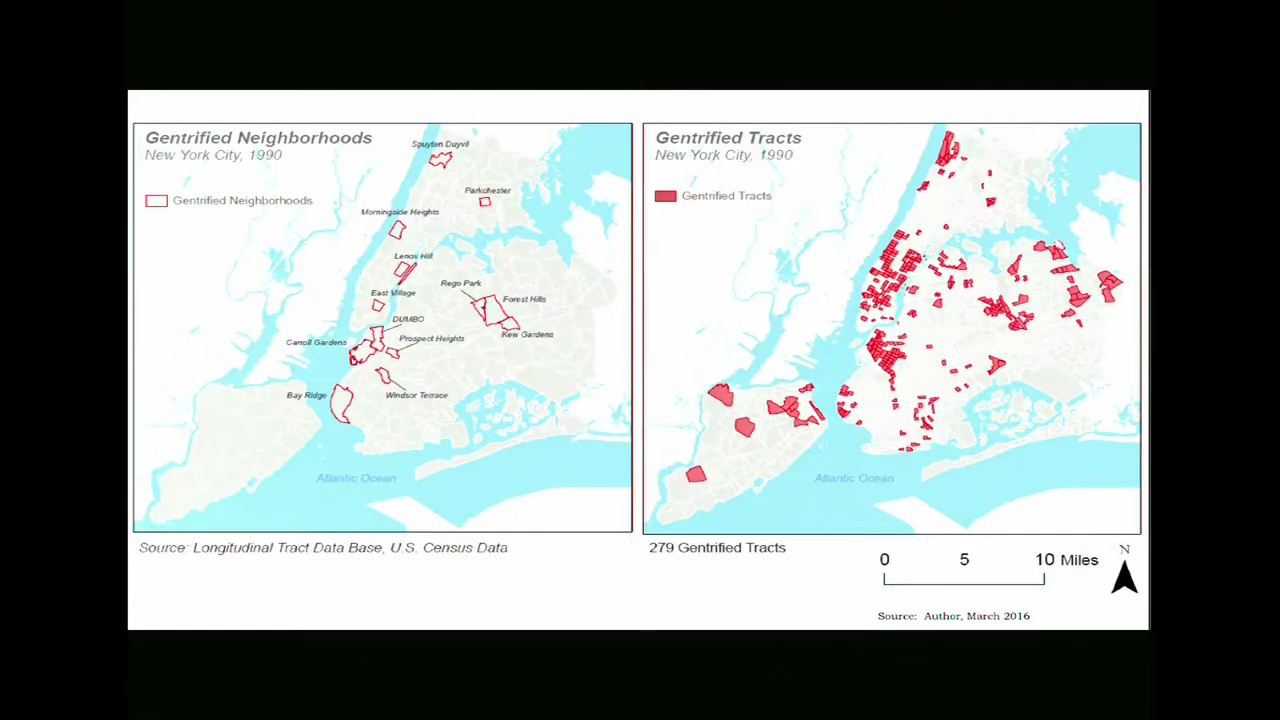 Gentrified Neighborhoods
New York City, 1990
Gentrified Neighborhoods
Spuyten Duyvil
Parkchester
Morningside Heights
Lenox Hill
East Village
Rego Park
Forest Hills
Kew Gardens
DUMBO
Carroll Gardens
Prospect Heights
Bay Ridge
Windsor Terrace
Atlantic Ocean
Source: Longitudinal Tract Data Base, U.S. Census Data
Gentrified Tracts
New York City, 1990
Gentrified Tracts
Atlantic Ocean
279 Gentrified Tracts
0 5 10 Miles
N
Source: Author, March 2016